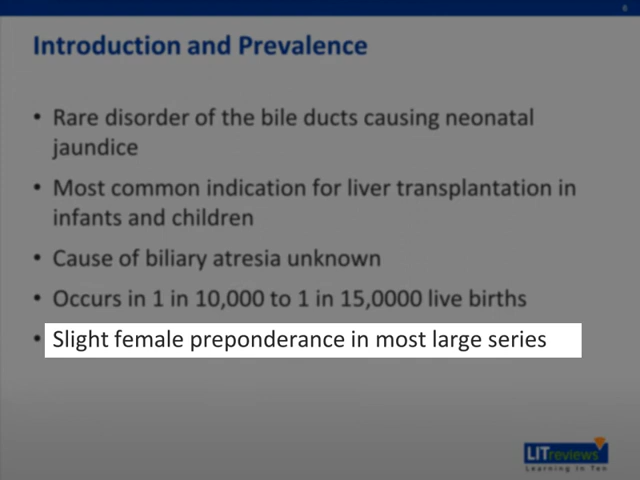 6
Introduction and Prevalence
• Rare disorder of the bile ducts causing neonatal
jaundice
• Most common indication for liver transplantation in
infants and children
• Cause of biliary atresia unknown
• Occurs in 1 in 10,000 to 1 in 15,0000 live births
• Slight female preponderance in most large series
LITreviews
Learning In Ten